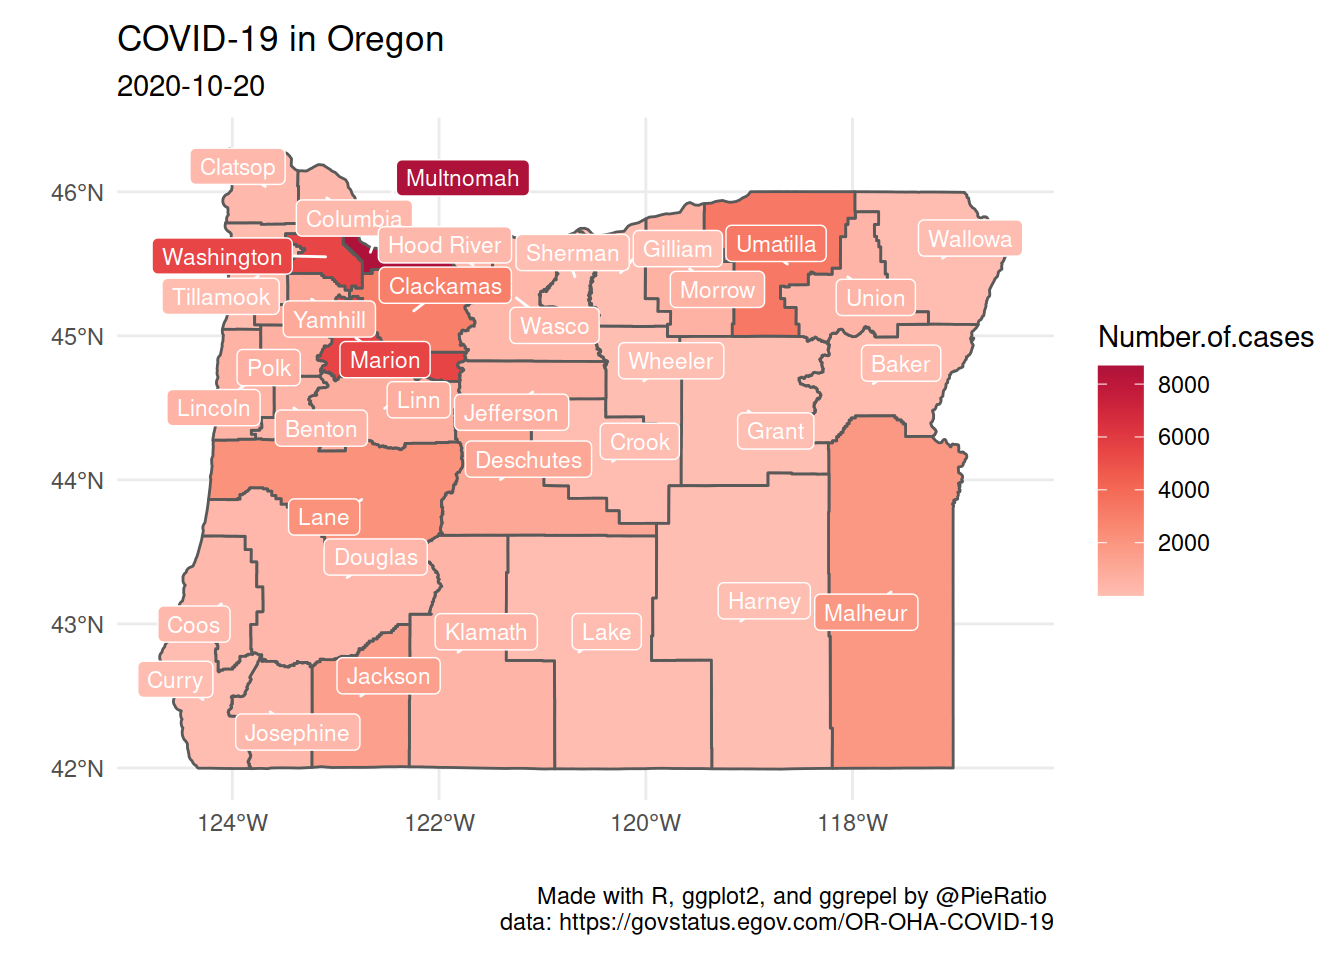 COVID-19 in Oregon
2020-10-20
Clatsop
Multnomah
Columbia
Washington
Hood River
Sherman
Gilliam
Umatilla
Wallowa
Tillamook
Clackamas
Morrow
Union
Yamhill
Wasco
Marion
Polk
Wheeler
Baker
Lincoln
Linn
Jefferson
Benton
Crook
Grant
Deschutes
Lane
Douglas
Harney
Malheur
Coos
Klamath
Lake
Curry
Jackson
Josephine
46°N
45°N
44°N
43°N
42°N
124°W 122°W 120°W 118°W
Number.of.cases
8000
6000
4000
2000
Made with R, ggplot2, and ggrepel by @PieRatio
data: https://govstatus.egov.com/OR-OHA-COVID-19